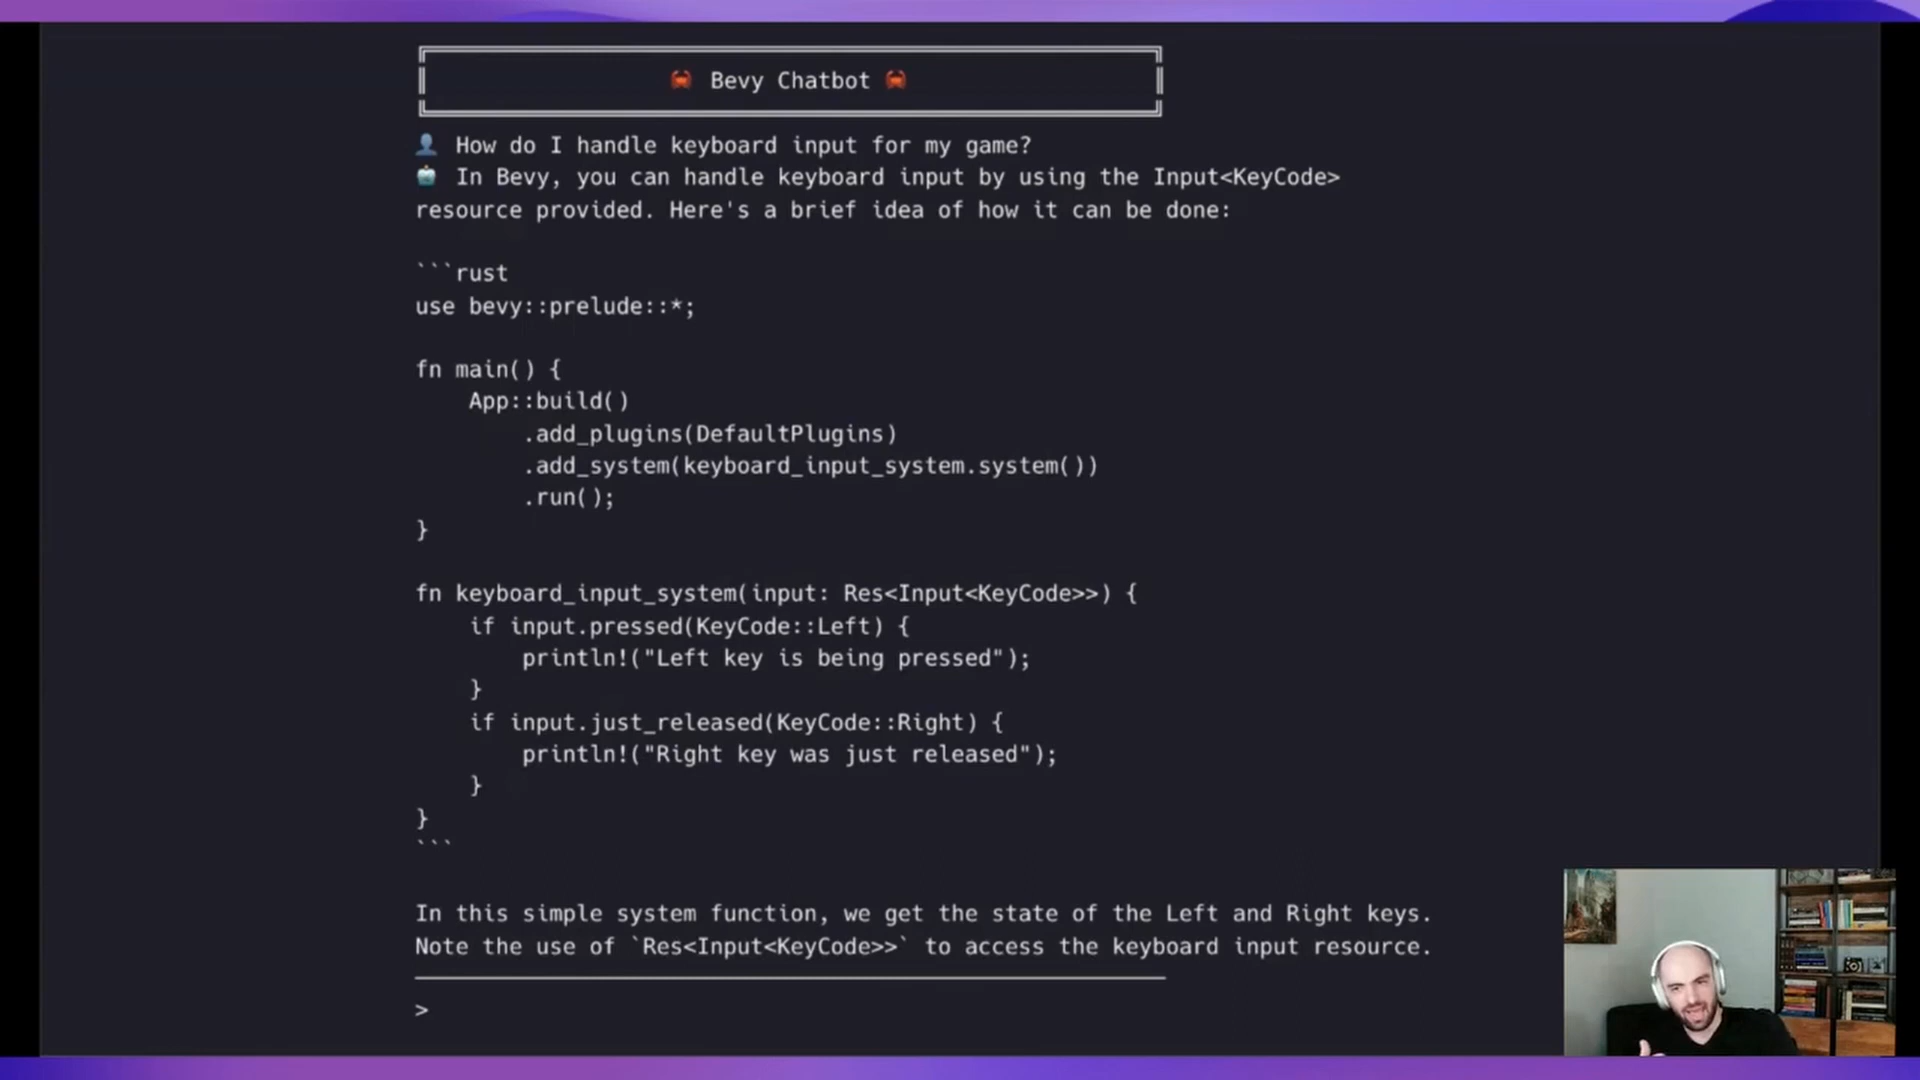 Bevy Chatbot
How do I handle keyboard input for my game?
In Bevy, you can handle keyboard input by using the Input<KeyCode>
resource provided. Here's a brief idea of how it can be done:
```rust
use bevy::prelude::*;
fn main() {
    App::build()
        .add_plugins(DefaultPlugins)
        .add_system(keyboard_input_system.system())
        .run();
}
fn keyboard_input_system(input: Res<Input<KeyCode>>) {
    if input.pressed(KeyCode::Left) {
        println!("Left key is being pressed");
    }
    if input.just_released(KeyCode::Right) {
        println!("Right key was just released");
    }
}
```
In this simple system function, we get the state of the Left and Right keys.
Note the use of `Res<Input<KeyCode>>` to access the keyboard input resource.
>